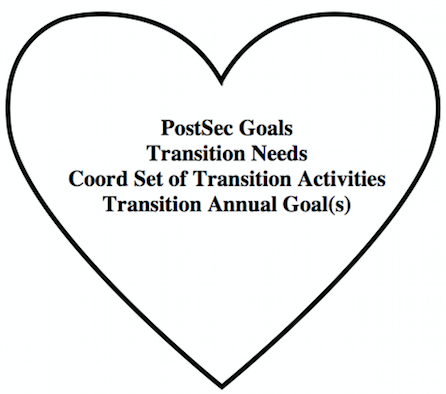 PostSec Goals
Transition Needs
Coord Set of Transition Activities
Transition Annual Goal(s)